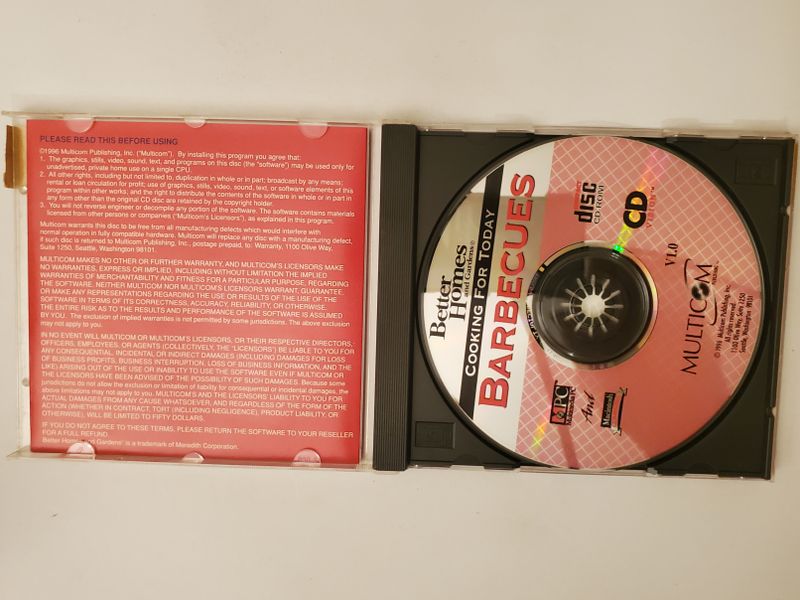 PLEASE READ THIS BEFORE USING
©1996 Multicom Publishing, Inc. ("Multicom"). By installing this program you agree that:
1. The graphics, stills, video, sound, text, and programs on this disc (the "software") may be used only for
unadvertised, private home use on a single CPU.
2. All other rights, including but not limited to, duplication in whole or in part; broadcast by any means;
rental or loan circulation for profit; use of graphics, stills, video, sound, text, or software elements of this
program within other works; and the right to distribute the contents of the software in whole or in part in
any form other than the original CD disc are retained by the copyright holder.
3. You will not reverse engineer or decompile any portion of the software. The software contains materials
licensed from other persons or companies ("Multicom's Licensors"), as explained in this program.
Multicom warrants this disc to be free from all manufacturing defects which would interfere with
normal operation in fully compatible hardware. Multicom will replace any disc with a manufacturing defect,
if such disc is returned to Multicom Publishing, Inc., postage prepaid, to: Warranty, 1100 Olive Way,
Suite 1250, Seattle, Washington 98101.
MULTICOM MAKES NO OTHER OR FURTHER WARRANTY, AND MULTICOM'S LICENSORS MAKE
NO WARRANTIES, EXPRESS OR IMPLIED, INCLUDING WITHOUT LIMITATION THE IMPLIED
WARRANTIES OF MERCHANTABILITY AND FITNESS FOR A PARTICULAR PURPOSE, REGARDING
THE SOFTWARE. NEITHER MULTICOM NOR MULTICOM'S LICENSORS WARRANT, GUARANTEE,
OR MAKE ANY REPRESENTATIONS REGARDING THE USE OR RESULTS OF THE USE OF THE
SOFTWARE IN TERMS OF ITS CORRECTNESS, ACCURACY, RELIABILITY, OR OTHERWISE.
THE ENTIRE RISK AS TO THE RESULTS AND PERFORMANCE OF THE SOFTWARE IS ASSUMED
BY YOU. The exclusion of implied warranties is not permitted by some jurisdictions. The above exclusion
may not apply to you.
IN NO EVENT WILL MULTICOM OR MULTICOM'S LICENSORS, OR THEIR RESPECTIVE DIRECTORS,
OFFICERS, EMPLOYEES, OR AGENTS (COLLECTIVELY, THE "LICENSORS") BE LIABLE TO YOU FOR
ANY CONSEQUENTIAL, INCIDENTAL OR INDIRECT DAMAGES (INCLUDING DAMAGES FOR LOSS
OF BUSINESS PROFITS, BUSINESS INTERRUPTION, LOSS OF BUSINESS INFORMATION, AND THE
LIKE) ARISING OUT OF THE USE OR INABILITY TO USE THE SOFTWARE EVEN IF MULTICOM OR
THE LICENSORS HAVE BEEN ADVISED OF THE POSSIBILITY OF SUCH DAMAGES. Because some
jurisdictions do not allow the exclusion or limitation of liability for consequential or incidental damages, the
above limitations may not apply to you. MULTICOM'S AND THE LICENSORS' LIABILITY TO YOU FOR
ACTUAL DAMAGES FROM ANY CAUSE WHATSOEVER, AND REGARDLESS OF THE FORM OF THE
ACTION (WHETHER IN CONTRACT, TORT (INCLUDING NEGLIGENCE), PRODUCT LIABILITY, OR
OTHERWISE), WILL BE LIMITED TO FIFTY DOLLARS.
IF YOU DO NOT AGREE TO THESE TERMS, PLEASE RETURN THE SOFTWARE TO YOUR RESELLER
FOR A FULL REFUND.
Better Homes and Gardens® is a trademark of Meredith Corporation.
Better
Homes
and Gardens®
COOKING FOR TODAY
BARBECUES
disc
CD-ROM
CD
VISION™
V1.0
PC
And
Macintosh
MULTICOM
© 1996 Multicom Publishing, Inc.
All rights reserved
1100 Olive Way, Suite 1250
Seattle, Washington 98101